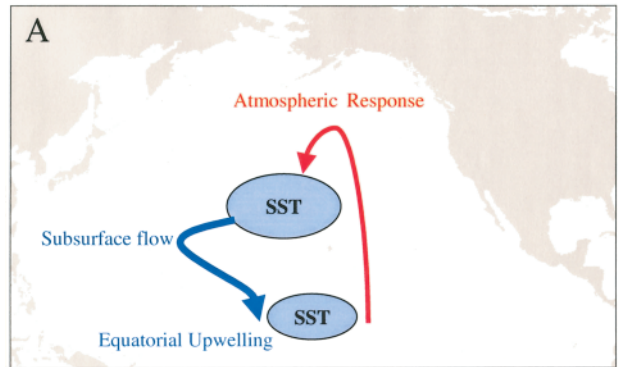 A
Atmospheric Response
SST
Subsurface flow
SST
Equatorial Upwelling